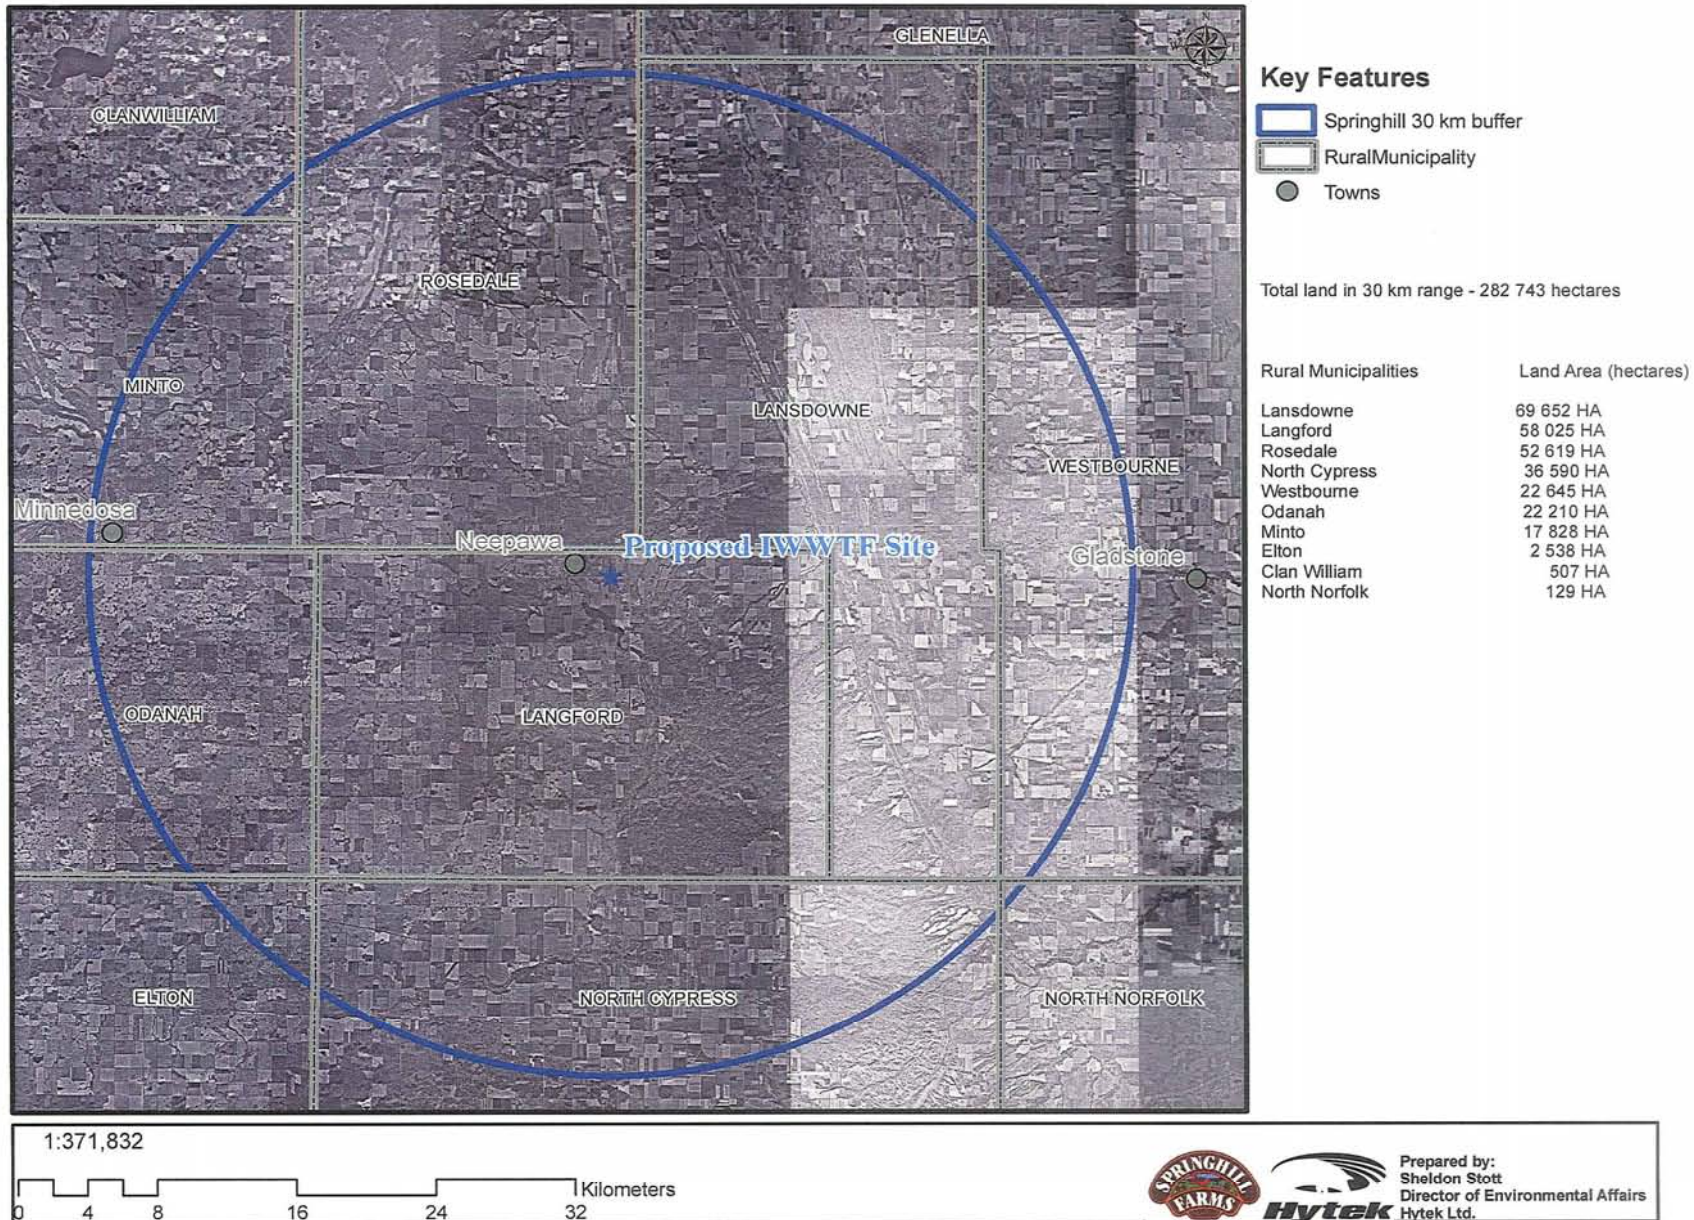 GLENELLA
N
W
E
CLANWILLIAM
ROSEDALE
MINTO
LANSDOWNE
WESTBOURNE
Minnedosa
Neepawa
Proposed IWWTF Site
Gladstone
ODANAH
LANGFORD
ELTON
NORTH CYPRESS
NORTH NORFOLK
Key Features
Springhill 30 km buffer
RuralMunicipality
Towns
Total land in 30 km range - 282 743 hectares
Rural Municipalities Land Area (hectares)
Lansdowne 69 652 HA
Langford 58 025 HA
Rosedale 52 619 HA
North Cypress 36 590 HA
Westbourne 22 645 HA
Odanah 22 210 HA
Minto 17 828 HA
Elton 2 538 HA
Clan William 507 HA
North Norfolk 129 HA
1:371,832
Kilometers
0 4 8 16 24 32
SPRINGHILL
FARMS
Hytek
Prepared by:
Sheldon Stott
Director of Environmental Affairs
Hytek Ltd.